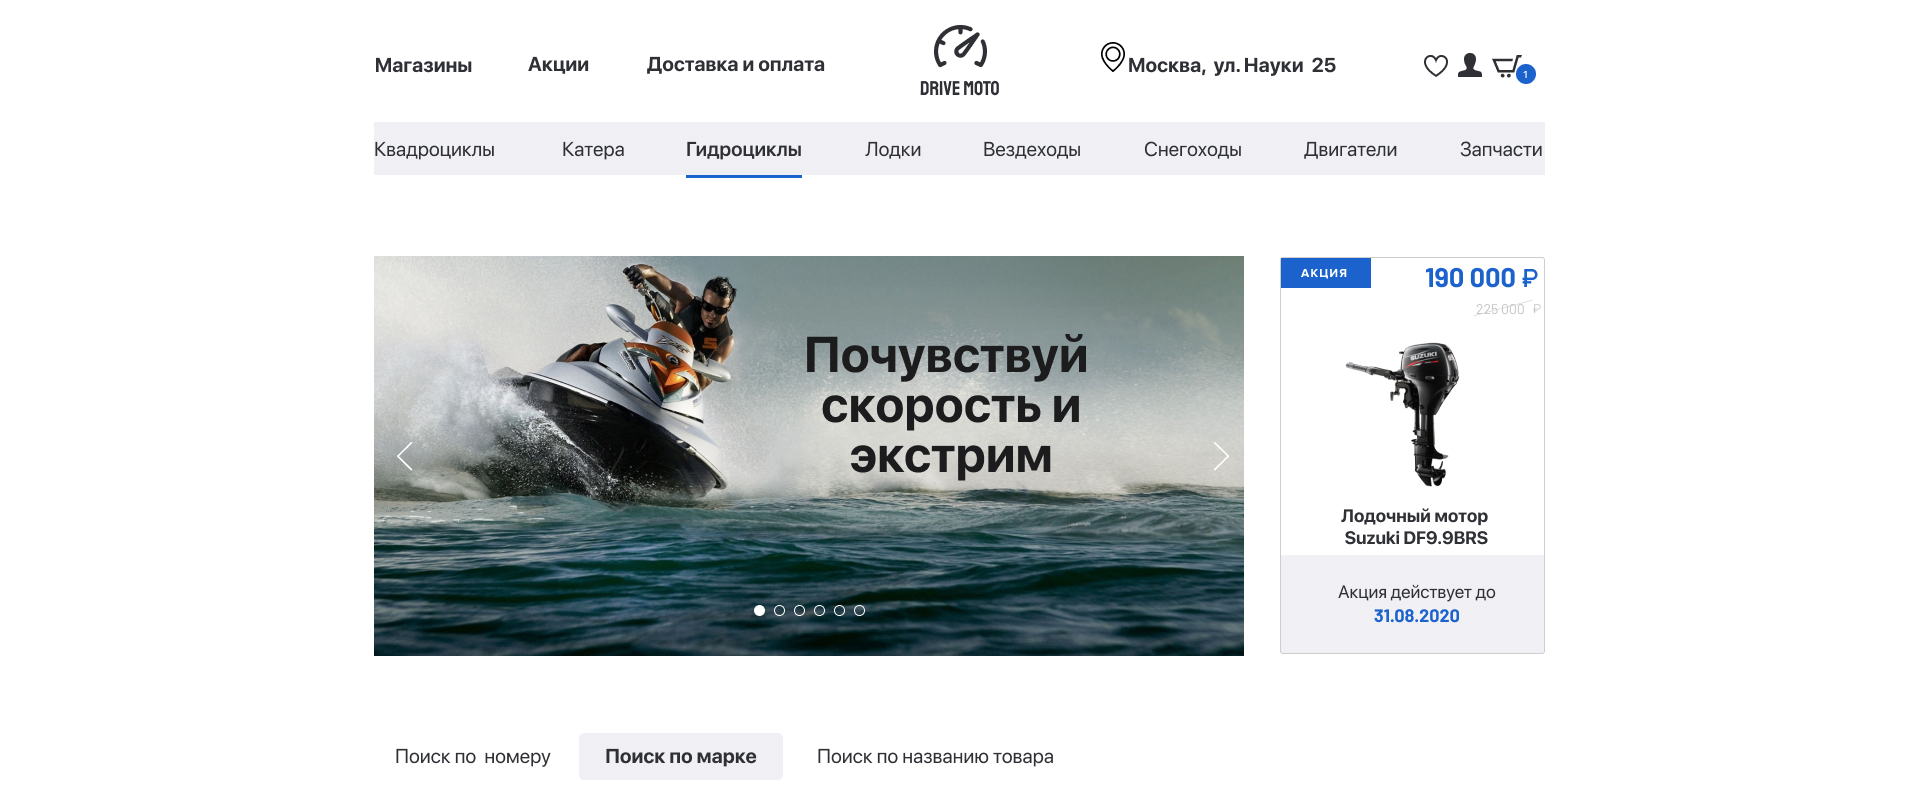 Магазины
Акции
Доставка и оплата
DRIVE MOTO
Москва, ул. Науки 25
1
Квадроциклы
Катера
Гидроциклы
Лодки
Вездеходы
Снегоходы
Двигатели
Запчасти
Почувствуй
скорость и
экстрим
АКЦИЯ
190 000 ₽
225 000 ₽
SUZUKI
Лодочный мотор
Suzuki DF9.9BRS
Акция действует до
31.08.2020
Поиск по номеру
Поиск по марке
Поиск по названию товара